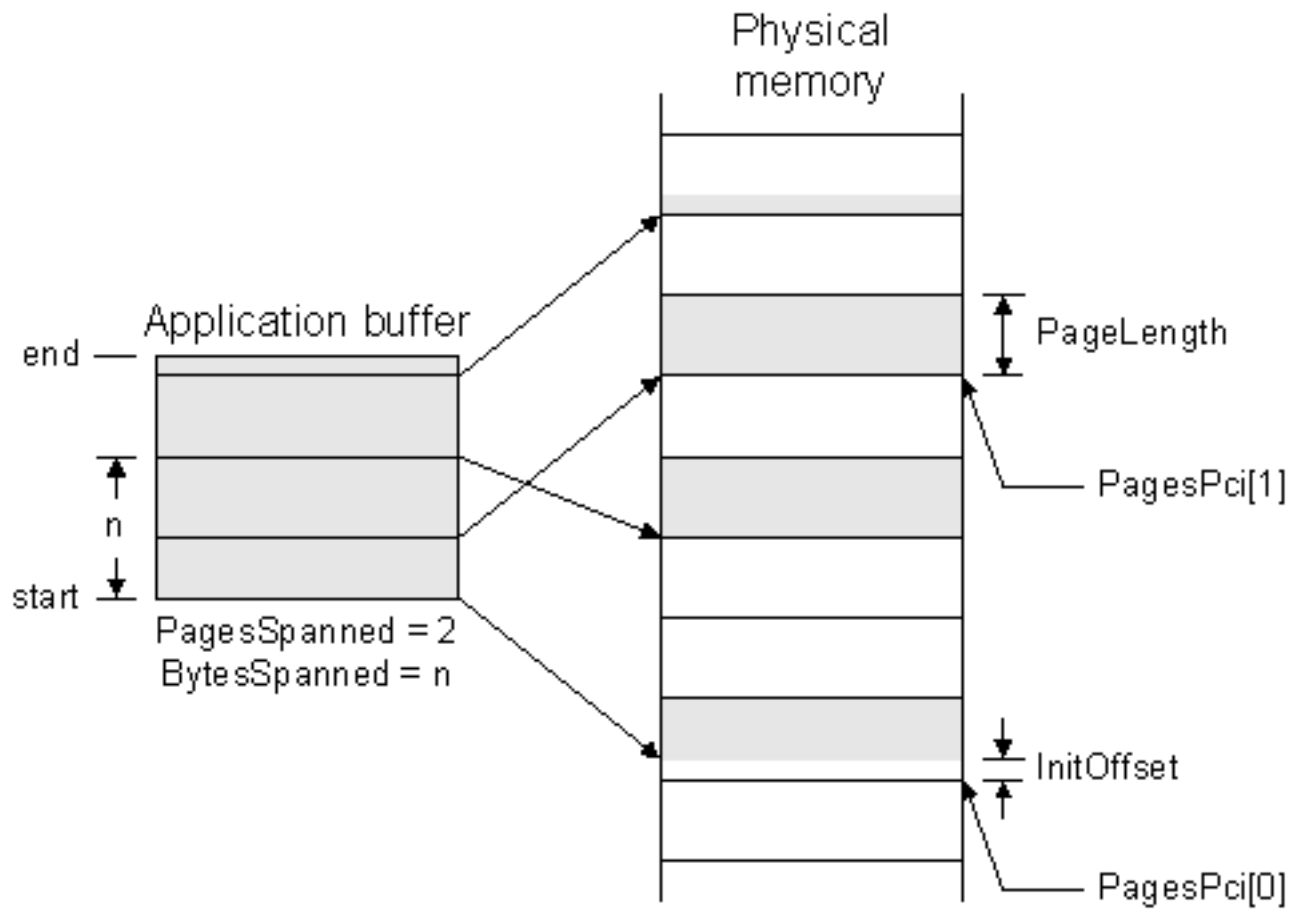 Physical
memory
Application buffer
end
PageLength
PagesPci[1]
n
start
PagesSpanned = 2
BytesSpanned = n
InitOffset
PagesPci[0]